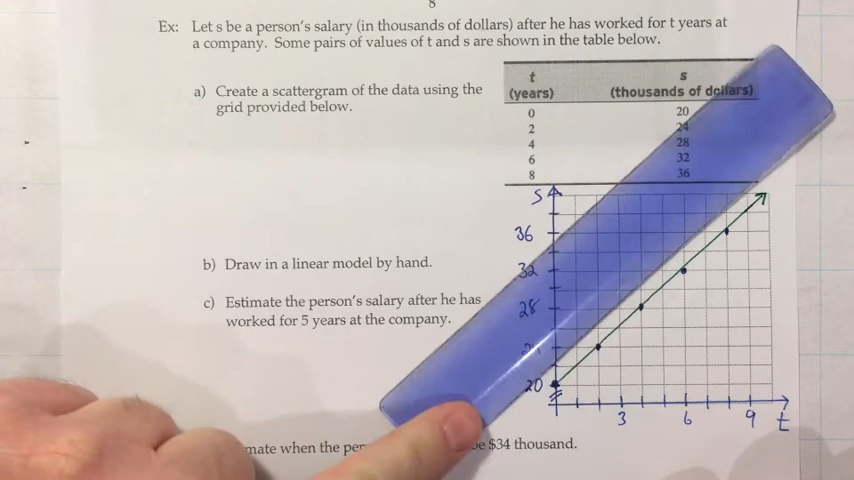 8
Ex: Let s be a person's salary (in thousands of dollars) after he has worked for t years at
a company. Some pairs of values of t and s are shown in the table below.
a) Create a scattergram of the data using the
grid provided below.
t s
(years) (thousands of dollars)
0 20
2 24
4 28
6 32
8 36
S
36
32
28
24
20
3 6 9 t
b) Draw in a linear model by hand.
c) Estimate the person's salary after he has
worked for 5 years at the company.
mate when the per be $34 thousand.